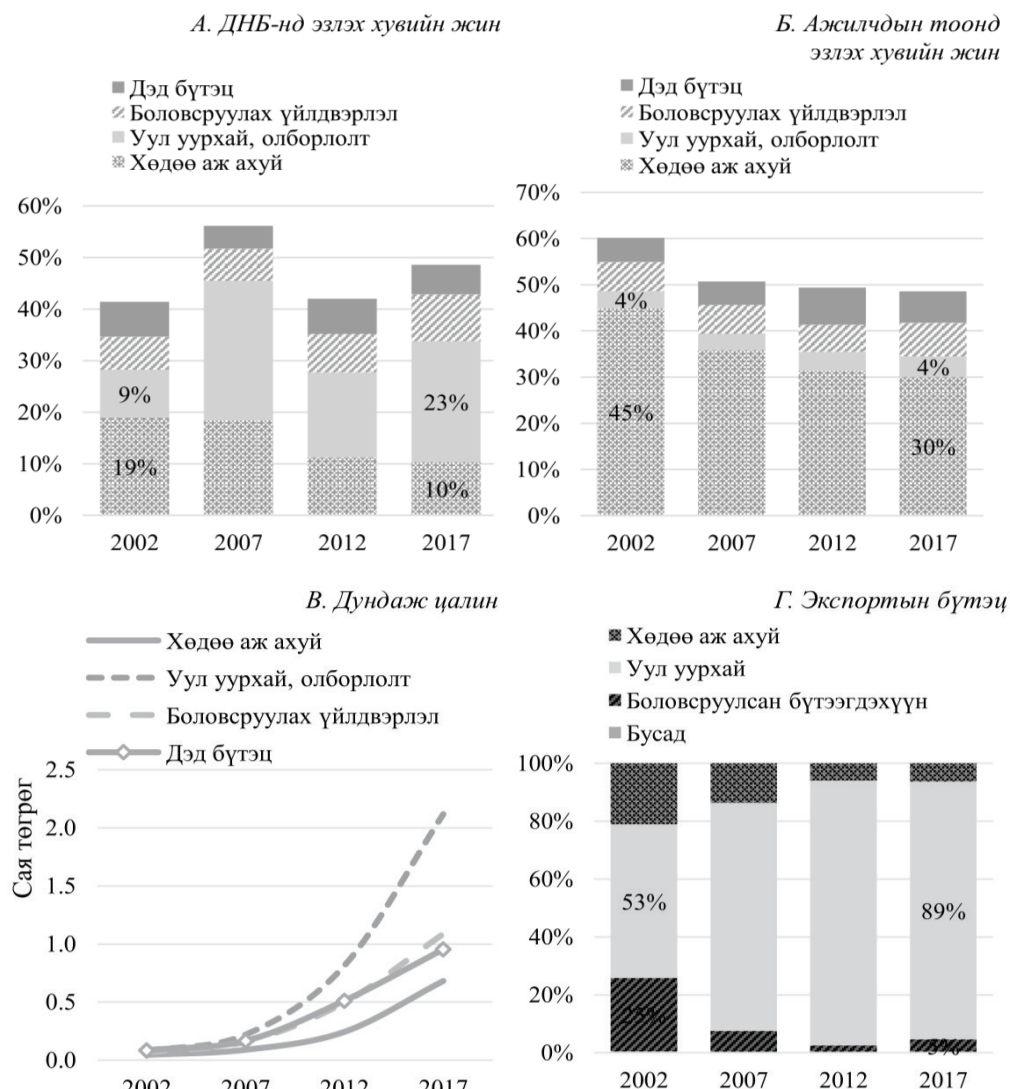 А. ДНБ-нд эзлэх хувийн жин
Дэд бүтэц
Боловсруулах үйлдвэрлэл
Уул уурхай, олборлолт
Хөдөө аж ахуй
60%
50%
40%
30%
20%
10%
0%
9%
19%
23%
10%
2002 2007 2012 2017
Б. Ажилчдын тоонд
эзлэх хувийн жин
Дэд бүтэц
Боловсруулах үйлдвэрлэл
Уул уурхай, олборлолт
Хөдөө аж ахуй
70%
60%
50%
40%
30%
20%
10%
0%
4%
45%
4%
30%
2002 2007 2012 2017
В. Дундаж цалин
Хөдөө аж ахуй
Уул уурхай, олборлолт
Боловсруулах үйлдвэрлэл
Дэд бүтэц
Сая төгрөг
2.5
2.0
1.5
1.0
0.5
0.0
2002 2007 2012 2017
Г. Экспортын бүтэц
Хөдөө аж ахуй
Уул уурхай
Боловсруулсан бүтээгдэхүүн
Бусад
100%
80%
60%
40%
20%
0%
53%
89%
2002 2007 2012 2017